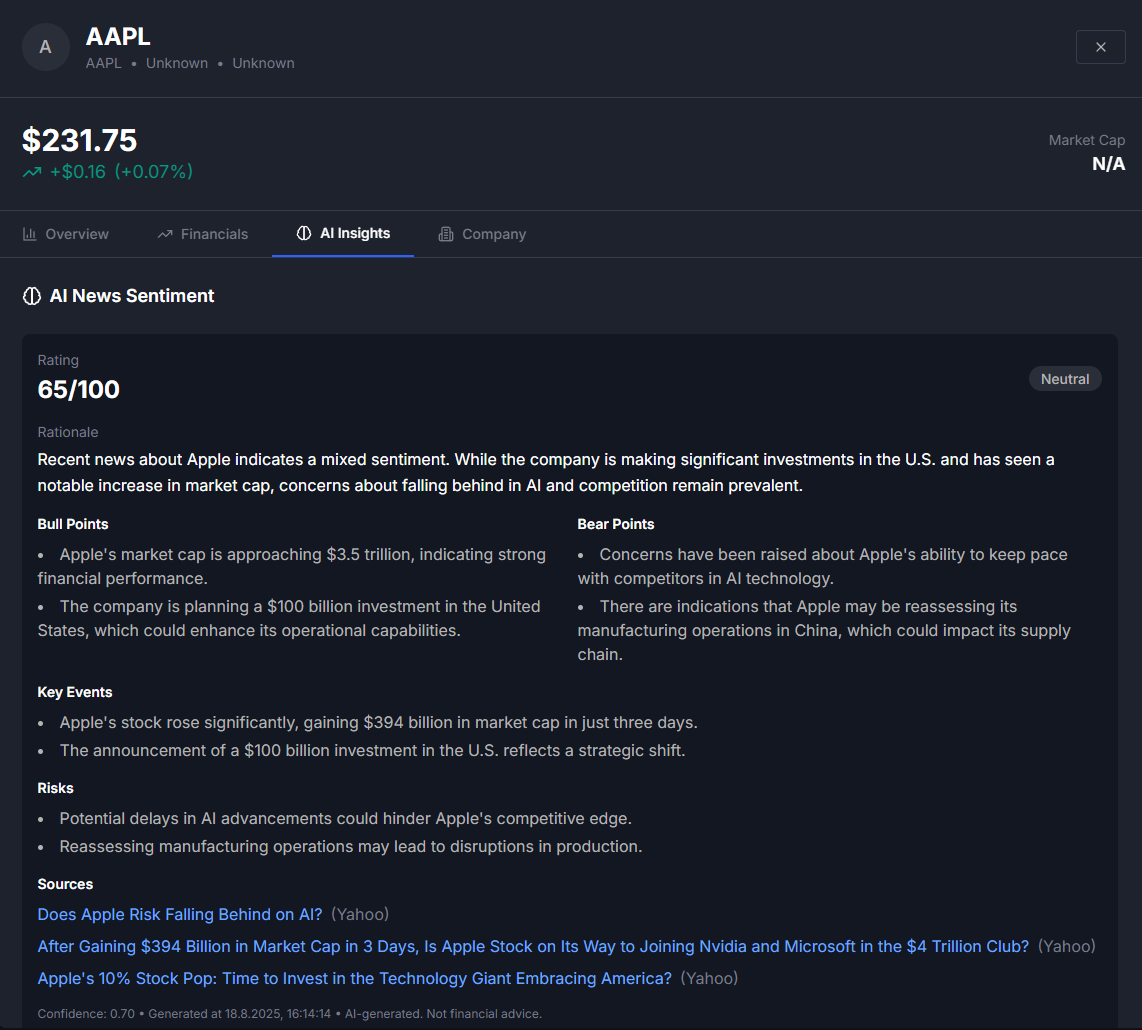 A
AAPL
AAPL • Unknown • Unknown
$231.75
+$0.16 (+0.07%)
Market Cap
N/A
Overview
Financials
AI Insights
Company
AI News Sentiment
Rating
65/100
Neutral
Rationale
Recent news about Apple indicates a mixed sentiment. While the company is making significant investments in the U.S. and has seen a
notable increase in market cap, concerns about falling behind in AI and competition remain prevalent.
Bull Points
• Apple's market cap is approaching $3.5 trillion, indicating strong
financial performance.
• The company is planning a $100 billion investment in the United
States, which could enhance its operational capabilities.
Bear Points
• Concerns have been raised about Apple's ability to keep pace
with competitors in AI technology.
• There are indications that Apple may be reassessing its
manufacturing operations in China, which could impact its supply
chain.
Key Events
• Apple's stock rose significantly, gaining $394 billion in market cap in just three days.
• The announcement of a $100 billion investment in the U.S. reflects a strategic shift.
Risks
• Potential delays in AI advancements could hinder Apple's competitive edge.
• Reassessing manufacturing operations may lead to disruptions in production.
Sources
Does Apple Risk Falling Behind on AI? (Yahoo)
After Gaining $394 Billion in Market Cap in 3 Days, Is Apple Stock on Its Way to Joining Nvidia and Microsoft in the $4 Trillion Club? (Yahoo)
Apple's 10% Stock Pop: Time to Invest in the Technology Giant Embracing America? (Yahoo)
Confidence: 0.70 • Generated at 18.8.2025, 16:14:14 • AI-generated. Not financial advice.